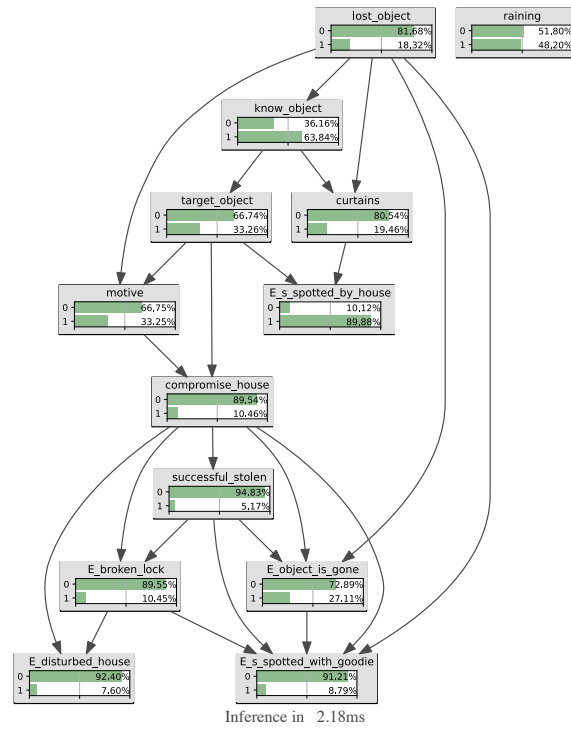 lost_object
0 81,68%
1 18,32%
raining
0 51,80%
1 48,20%
know_object
0 36,16%
1 63,84%
target_object
0 66,74%
1 33,26%
curtains
0 80,54%
1 19,46%
motive
0 66,75%
1 33,25%
E_s_spotted_by_house
0 10,12%
1 89,88%
compromise_house
0 89,54%
1 10,46%
successful_stolen
0 94,83%
1 5,17%
E_broken_lock
0 89,55%
1 10,45%
E_object_is_gone
0 72,89%
1 27,11%
E_disturbed_house
0 92,40%
1 7,60%
E_s_spotted_with_goodie
0 91,21%
1 8,79%
Inference in 2.18ms